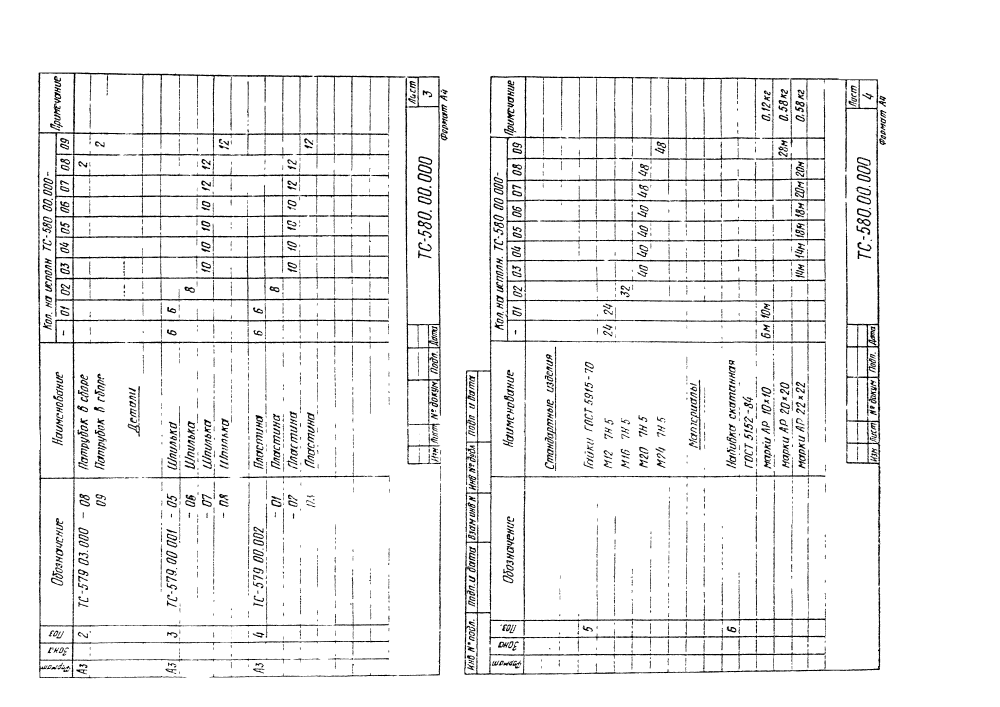 Формат Зона Поз. Обозначение Наименование Кол. на исполн. ТС-580 00.000- Примечание
- 01 02 03 04 05 06 07 08 09
А3 2 ТС-579 03.000 - 08 Патрубок в сборе 2
09 Патрубок в сборе 2
Детали
А3 3 ТС-579.00 001 - 05 Шпилька 6 6
- 06 Шпилька 8
- 07 Шпилька 10 10 10 10 12 12
- 08 Шпилька 12
А3 4 ТС-579 00.002 Пластина 6 6
- 01 Пластина 8
- 02 Пластина 10 10 10 10 12 12
03 Пластина 12
Изм Лист № докум Подп. Дата
ТС-580.00.000
Лист
3
Формат А4
Инв № подл. Подп. и дата Взам инв № Инв № дубл Подп и дата
Формат Зона Поз. Обозначение Наименование Кол. на исполн. ТС-580 00 000- Примечание
- 01 02 03 04 05 06 07 08 09
Стандартные изделия
5 Гайки ГОСТ 5915-70
М12 7Н 5 24 24
М16 7Н 5 32
М20 7Н 5 40 40 40 40 48 48
М24 7Н 5 48
Материалы
6 Набивка скатанная
ГОСТ 5152-84
марки АР 10×10 6м 10м 0.12 кг
марки АР 20×20 28м 0.58 кг
марки АР 22×22 14м 14м 18м 18м 20м 20м 0.58 кг
Изм Лист № докум Подп. Дата
ТС-580.00.000
Лист
4
Формат А4